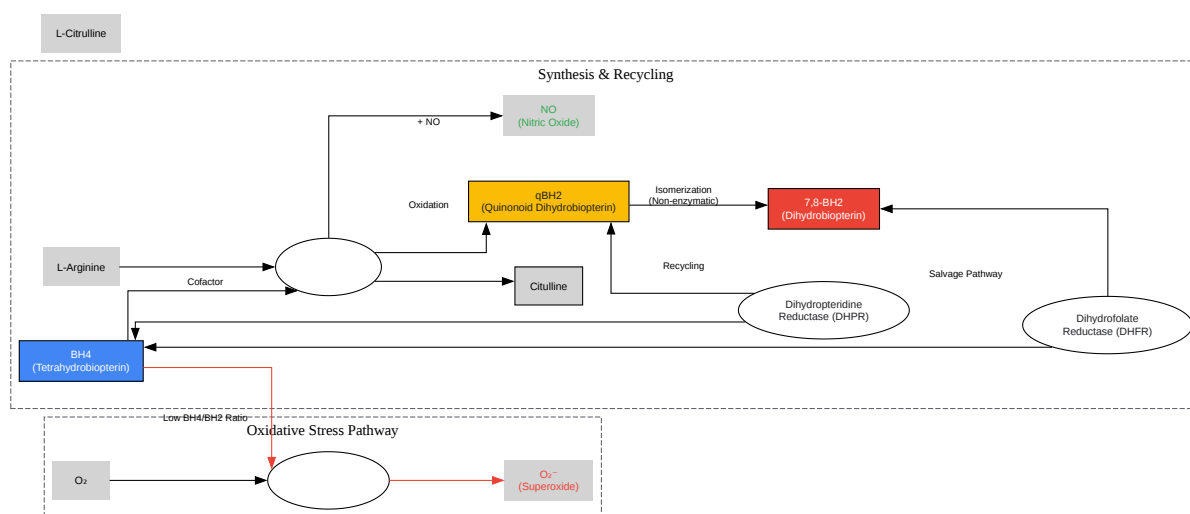 L-Citrulline
Synthesis & Recycling
NO
(Nitric Oxide)
+ NO
qBH2
(Quinonoid Dihydrobiopterin)
Isomerization
(Non-enzymatic)
7,8-BH2
(Dihydrobiopterin)
Oxidation
L-Arginine
Cofactor
Citulline
Recycling
Salvage Pathway
Dihydropteridine
Reductase (DHPR)
Dihydrofolate
Reductase (DHFR)
BH4
(Tetrahydrobiopterin)
Low BH4/BH2 Ratio
Oxidative Stress Pathway
O₂
O₂⁻
(Superoxide)